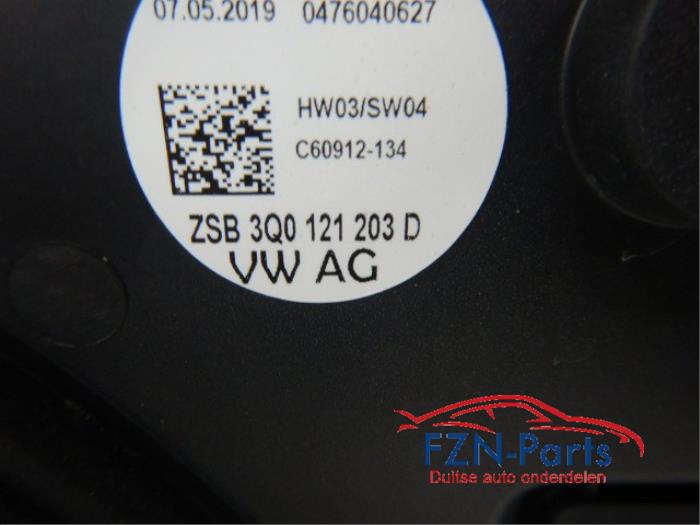 07.05.2019 0476040627
HW03/SW04
C60912-134
ZSB 3Q0 121 203 D
VW AG
FZN-Parts
Duitse auto onderdelen